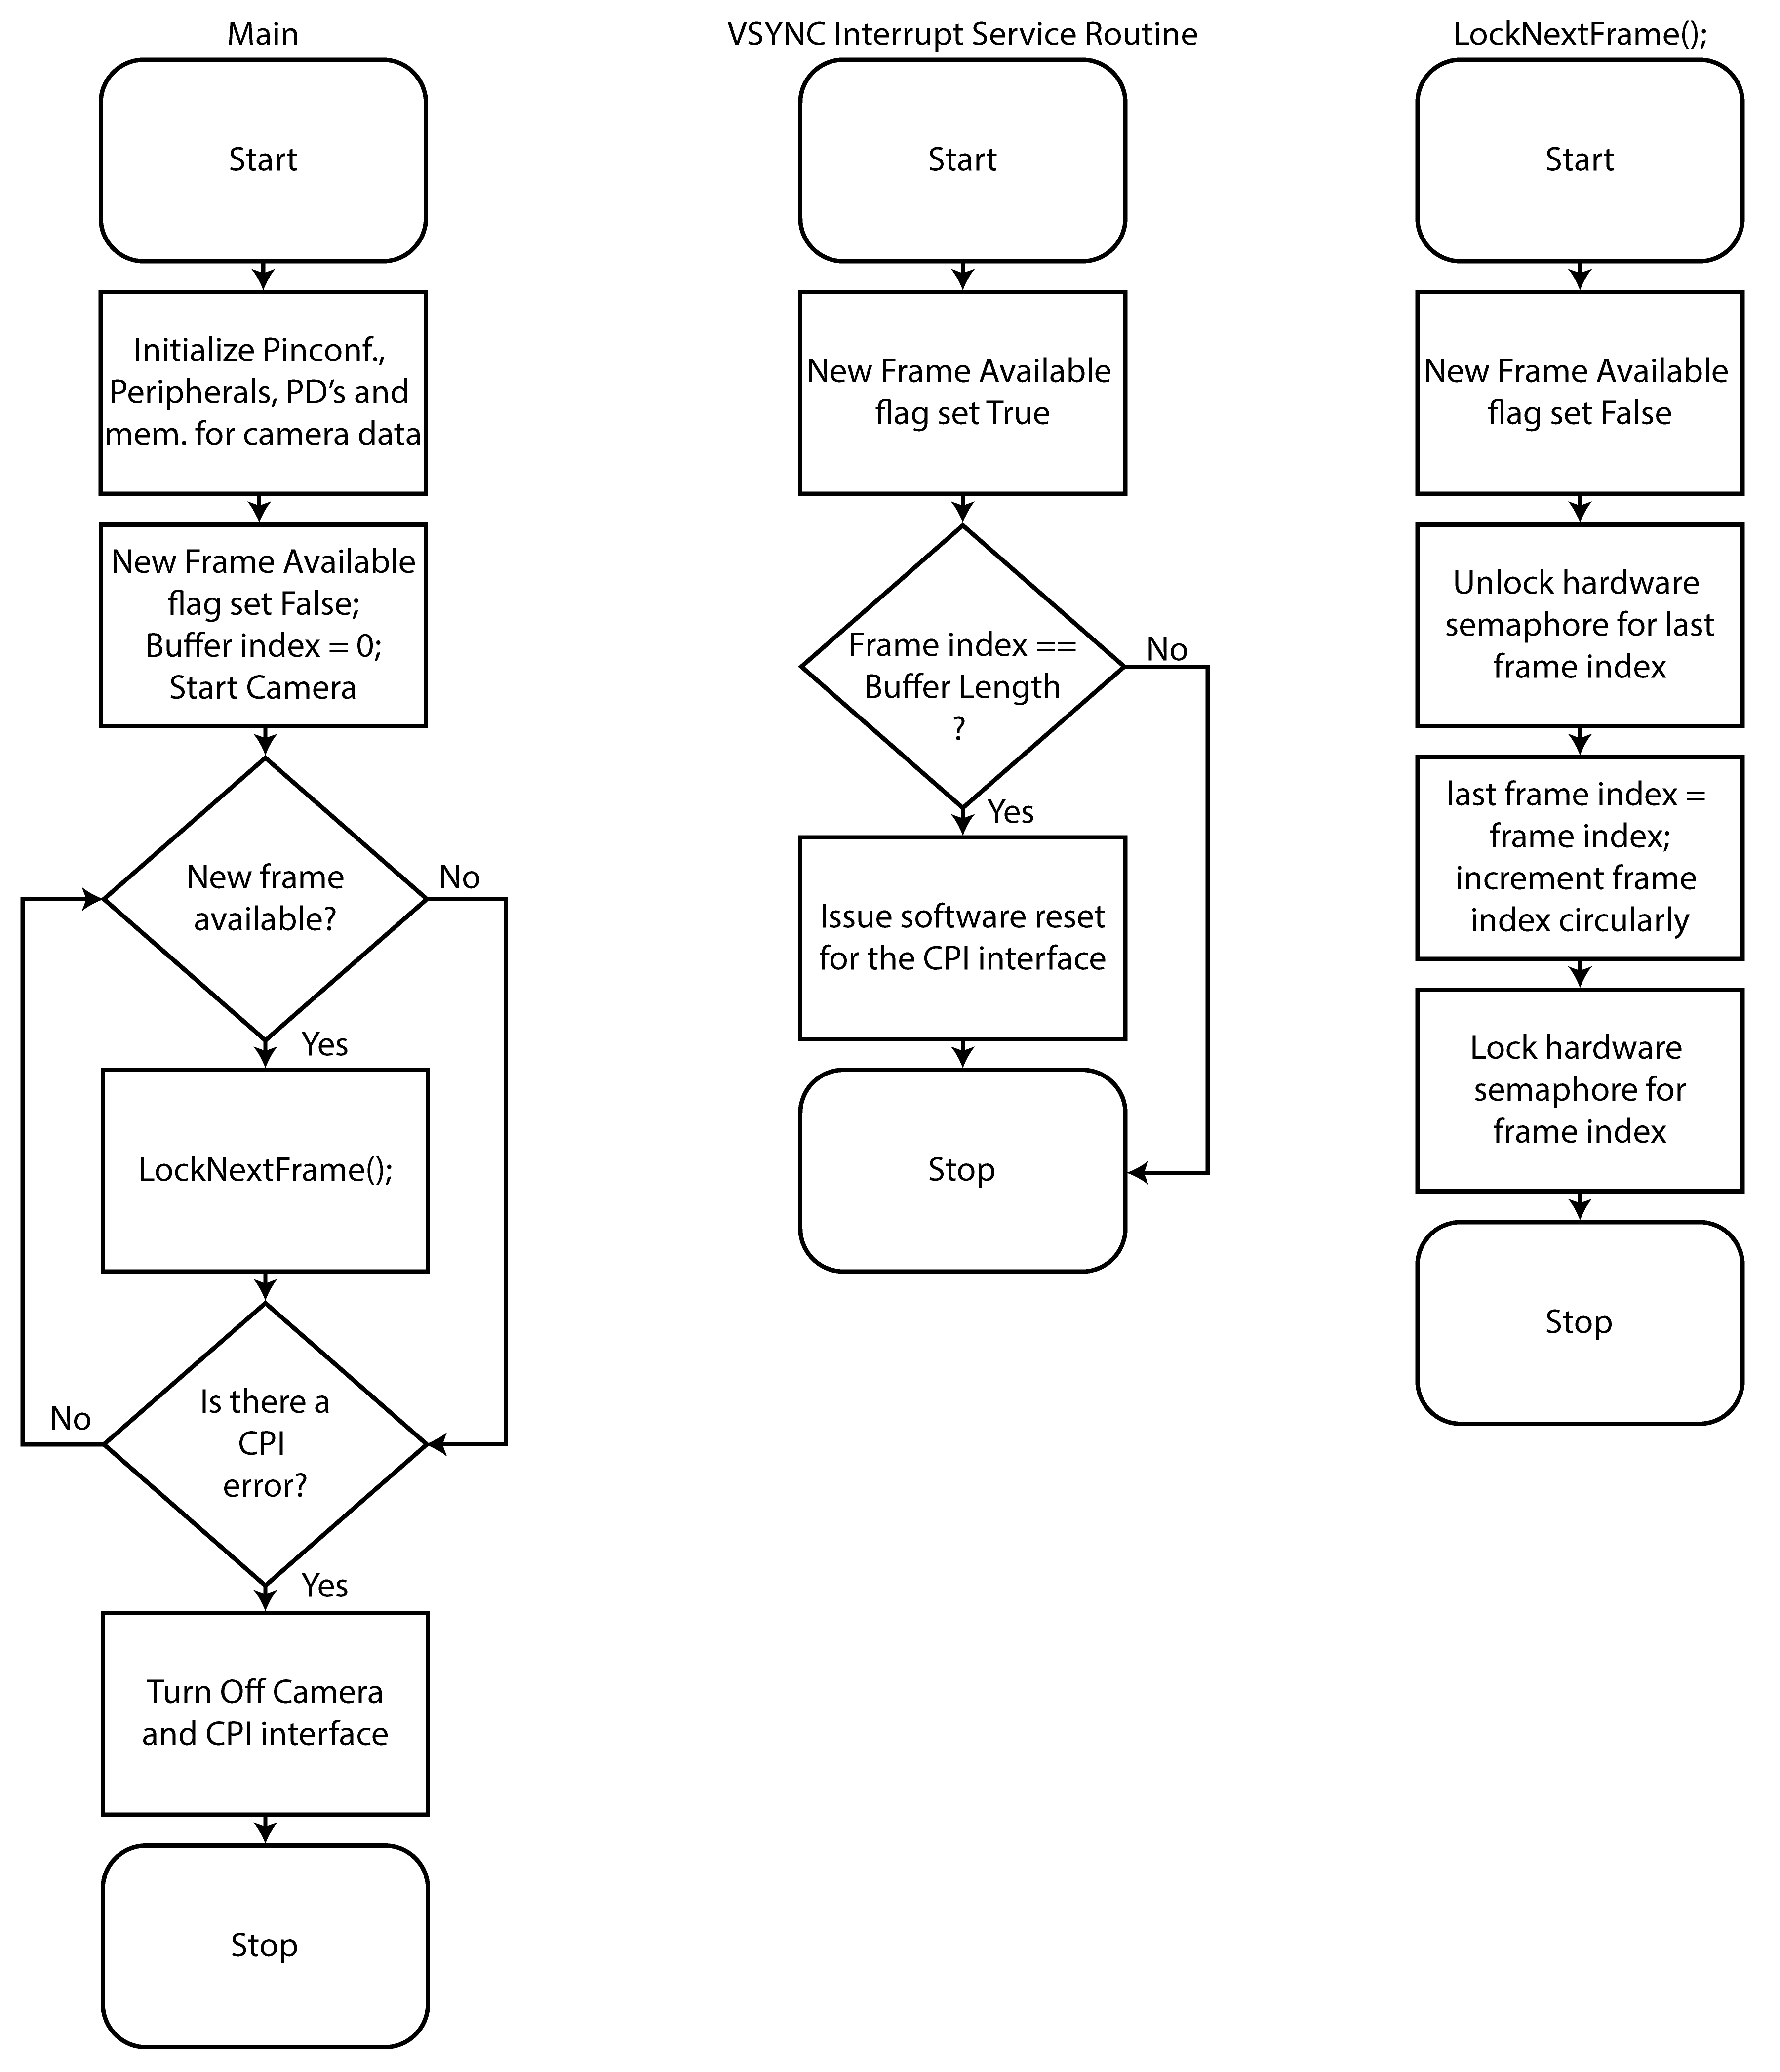 Main
Start
Initialize Pinconf.,
Peripherals, PD's and
mem. for camera data
New Frame Available
flag set False;
Buffer index = 0;
Start Camera
New frame
available?
No
Yes
LockNextFrame();
Is there a
CPI
error?
No
Yes
Turn Off Camera
and CPI interface
Stop
VSYNC Interrupt Service Routine
Start
New Frame Available
flag set True
Frame index ==
Buffer Length
?
No
Yes
Issue software reset
for the CPI interface
Stop
LockNextFrame();
Start
New Frame Available
flag set False
Unlock hardware
semaphore for last
frame index
last frame index =
frame index;
increment frame
index circularly
Lock hardware
semaphore for
frame index
Stop